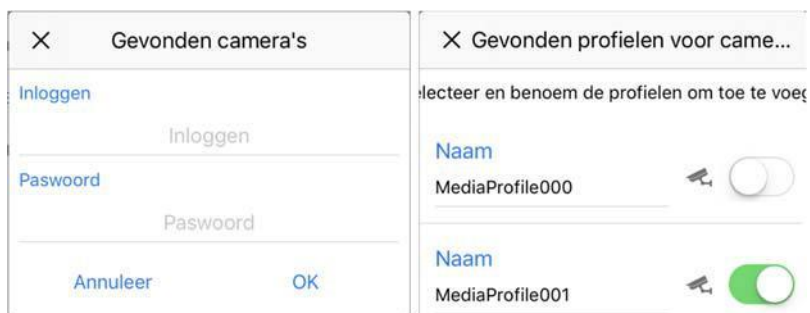 Gevonden camera's
Inloggen
Inloggen
Paswoord
Paswoord
Annuleer OK
Gevonden profielen voor came...
electeer en benoem de profielen om toe te voeg
Naam
MediaProfile000
Naam
MediaProfile001